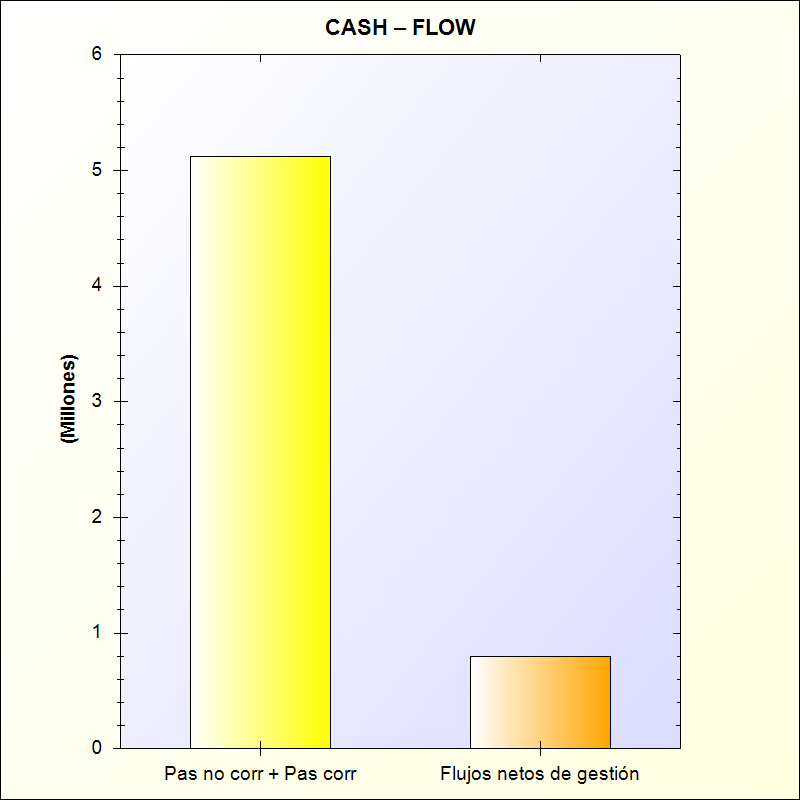 CASH – FLOW
(Millones)
6
5
4
3
2
1
0
Pas no corr + Pas corr
Flujos netos de gestión